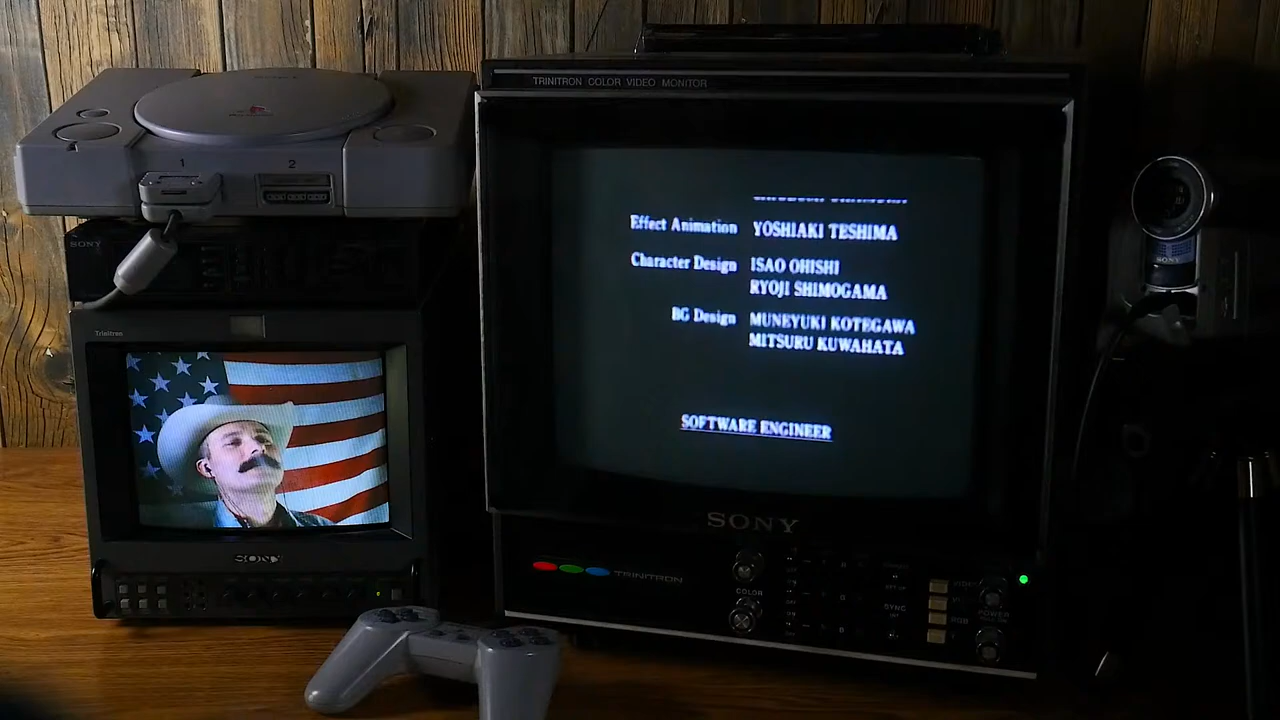 TRINITRON COLOR VIDEO MONITOR
1
2
SONY
Trinitron
Effect Animation YOSHIAKI TESHIMA
Character Design ISAO OHISHI
RYOJI SHIMOGAMA
BG Design MUNEYUKI KOTEGAWA
MITSURU KUWAHATA
SOFTWARE ENGINEER
SONY
SONY
SONY
TRINITRON
COLOR
SYNC
POWER
RGB